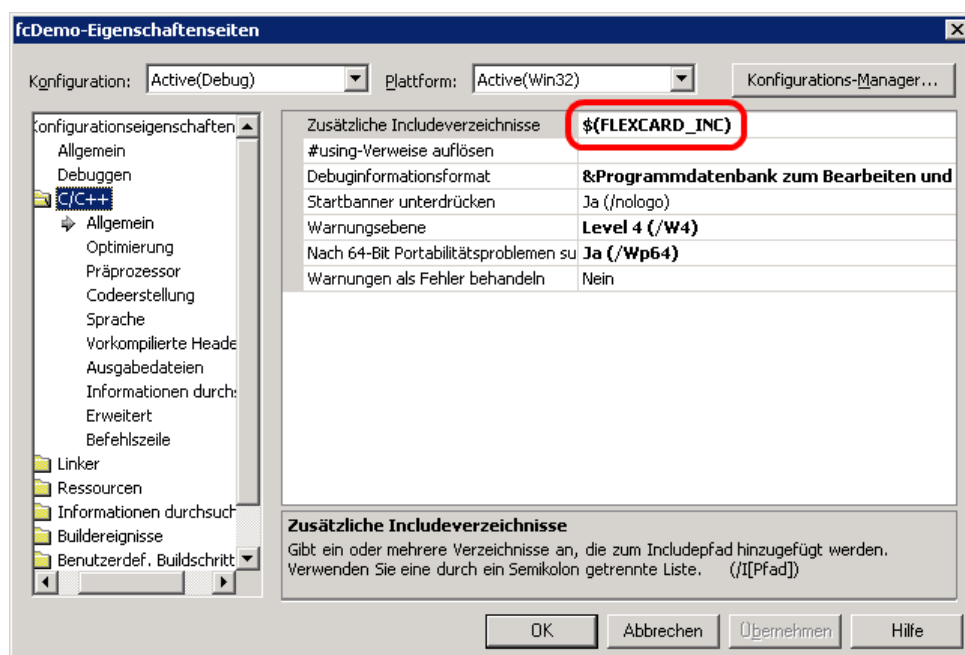 fcDemo-Eigenschaftenseiten
Konfiguration: Active(Debug) Plattform: Active(Win32) Konfigurations-Manager...
Konfigurationseigenschaften
Allgemein
Debuggen
C/C++
Allgemein
Optimierung
Präprozessor
Codeerstellung
Sprache
Vorkompilierte Heade
Ausgabedateien
Informationen durch
Erweitert
Befehlszeile
Linker
Ressourcen
Informationen durchsuch
Buildereignisse
Benutzerdef. Buildschritt
Zusätzliche Includeverzeichnisse $(FLEXCARD_INC)
#using-Verweise auflösen
Debuginformationsformat &Programmdatenbank zum Bearbeiten und
Startbanner unterdrücken Ja (/nologo)
Warnungsebene Level 4 (/W4)
Nach 64-Bit Portabilitätsproblemen su Ja (/Wp64)
Warnungen als Fehler behandeln Nein
Zusätzliche Includeverzeichnisse
Gibt ein oder mehrere Verzeichnisse an, die zum Includepfad hinzugefügt werden.
Verwenden Sie eine durch ein Semikolon getrennte Liste. (/I[Pfad])
OK Abbrechen Übernehmen Hilfe